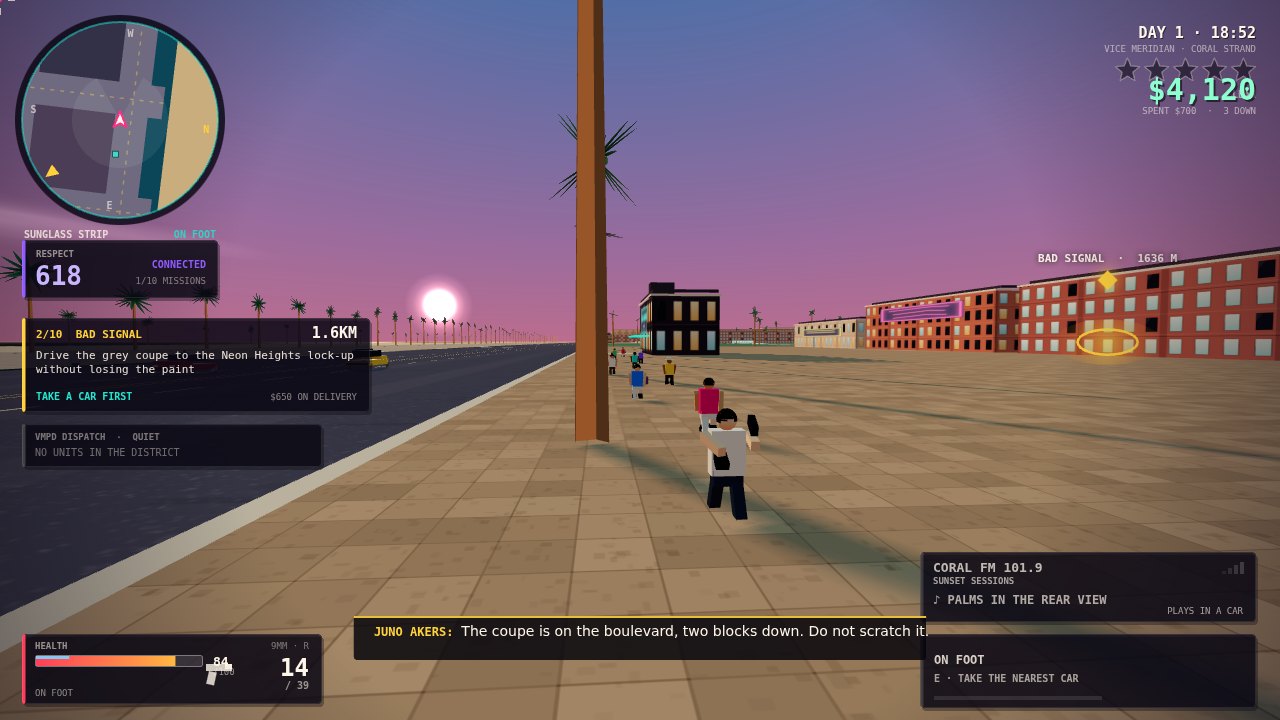 W
S
N
E
SUNGLASS STRIP
ON FOOT
RESPECT
618
CONNECTED
1/10 MISSIONS
2/10 BAD SIGNAL
1.6KM
Drive the grey coupe to the Neon Heights lock-up
without losing the paint
TAKE A CAR FIRST
$650 ON DELIVERY
VMPD DISPATCH · QUIET
NO UNITS IN THE DISTRICT
DAY 1 · 18:52
VICE MERIDIAN · CORAL STRAND
$4,120
SPENT $700 · 3 DOWN
BAD SIGNAL · 1636 M
CORAL FM 101.9
SUNSET SESSIONS
♪ PALMS IN THE REAR VIEW
PLAYS IN A CAR
JUNO AKERS: The coupe is on the boulevard, two blocks down. Do not scratch it.
HEALTH
84
100
ON FOOT
9MM · R
14
/ 39
ON FOOT
E · TAKE THE NEAREST CAR